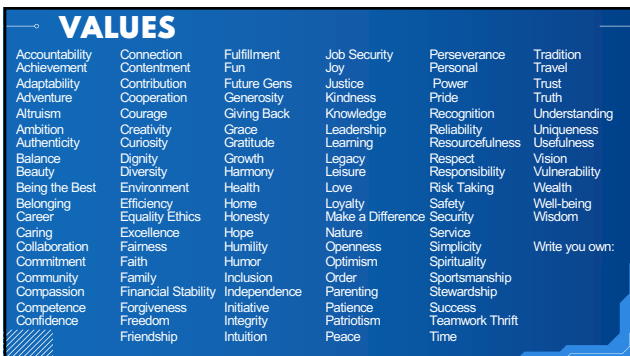 VALUES
Accountability
Achievement
Adaptability
Adventure
Altruism
Ambition
Authenticity
Balance
Beauty
Being the Best
Belonging
Career
Caring
Collaboration
Commitment
Community
Compassion
Competence
Confidence
Connection
Contentment
Contribution
Cooperation
Courage
Creativity
Curiosity
Dignity
Diversity
Environment
Efficiency
Equality Ethics
Excellence
Fairness
Faith
Family
Financial Stability
Forgiveness
Freedom
Friendship
Fulfillment
Fun
Future Gens
Generosity
Giving Back
Grace
Gratitude
Growth
Harmony
Health
Home
Honesty
Hope
Humility
Humor
Inclusion
Independence
Initiative
Integrity
Intuition
Job Security
Joy
Justice
Kindness
Knowledge
Leadership
Learning
Legacy
Leisure
Love
Loyalty
Make a Difference
Nature
Openness
Optimism
Order
Parenting
Patience
Patriotism
Peace
Perseverance
Personal
Power
Pride
Recognition
Reliability
Resourcefulness
Respect
Responsibility
Risk Taking
Safety
Security
Service
Simplicity
Spirituality
Sportsmanship
Stewardship
Success
Teamwork Thrift
Time
Tradition
Travel
Trust
Truth
Understanding
Uniqueness
Usefulness
Vision
Vulnerability
Wealth
Well-being
Wisdom
Write you own: